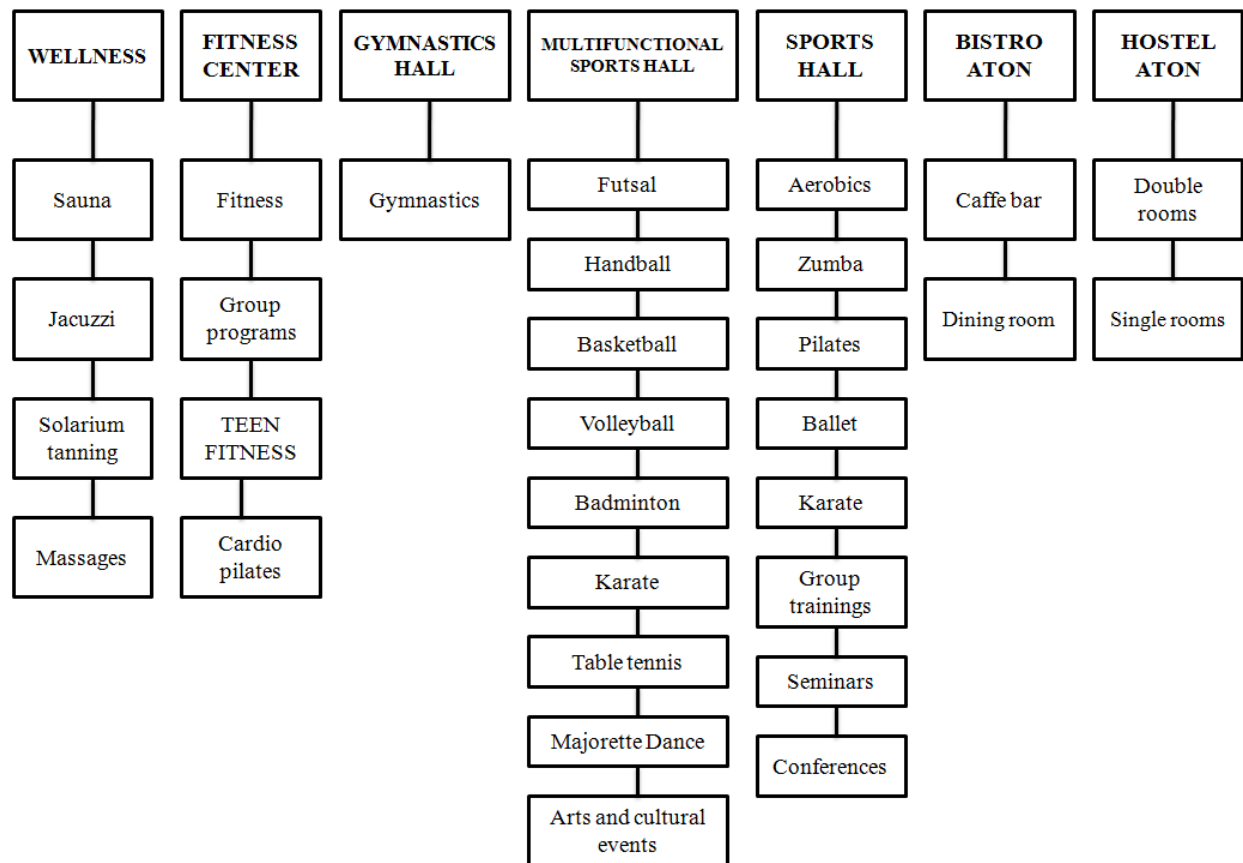 WELLNESS
FITNESS
CENTER
GYMNASTICS
HALL
MULTIFUNCTIONAL
SPORTS HALL
SPORTS
HALL
BISTRO
ATON
HOSTEL
ATON
Sauna
Jacuzzi
Solarium
tanning
Massages
Fitness
Group
programs
TEEN
FITNESS
Cardio
pilates
Gymnastics
Futsal
Handball
Basketball
Volleyball
Badminton
Karate
Table tennis
Majorette Dance
Arts and cultural
events
Aerobics
Zumba
Pilates
Ballet
Karate
Group
trainings
Seminars
Conferences
Caffe bar
Dining room
Double
rooms
Single rooms